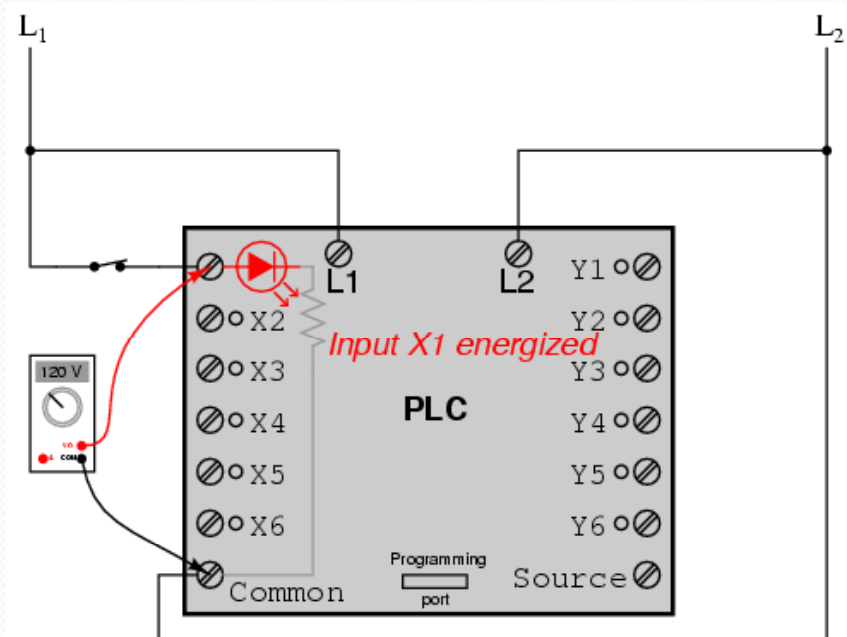 L1 L2
L1 L2 Y1
X2 Y2
Input X1 energized
X3 Y3
120 V
PLC
X4 Y4
COM
X5 Y5
X6 Y6
Programming
port
Common Source